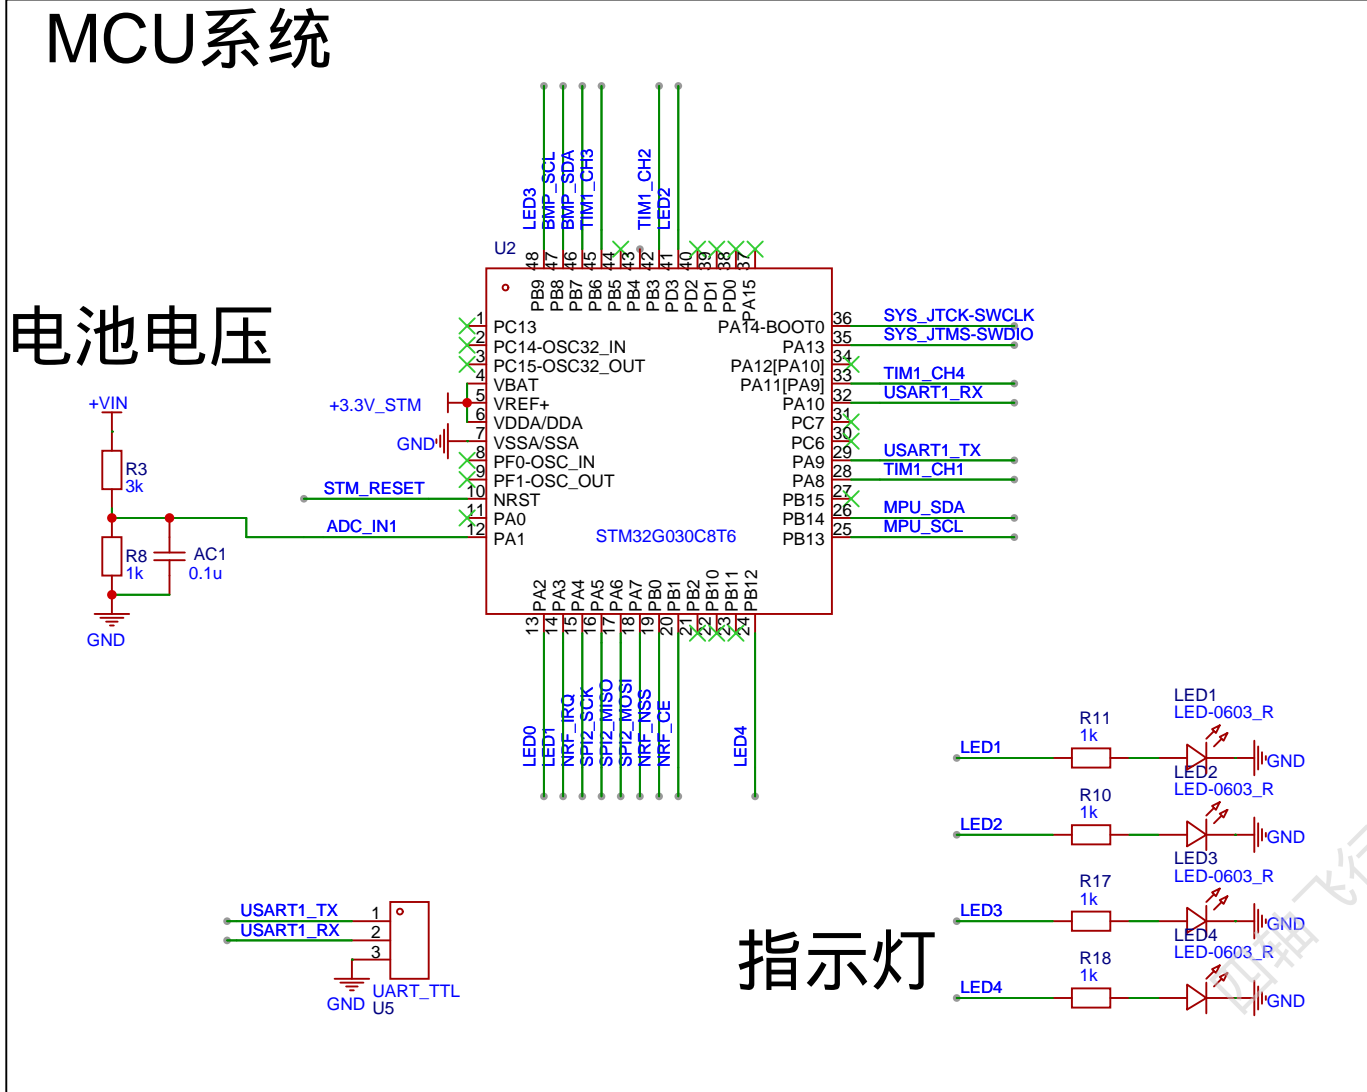 MCU系统
LED3
BMP_SCL
BMP_SDA
TIM1_CH3
TIM1_CH2
LED2
U2
48
47
46
45
44
43
42
41
40
39
38
37
PB9
PB8
PB7
PB6
PB5
PB4
PB3
PD3
PD2
PD1
PD0
PA15
电池电压
+VIN
R3
3k
R8
1k
AC1
0.1u
GND
+3.3V_STM
GND
STM_RESET
ADC_IN1
1 PC13
2 PC14-OSC32_IN
3 PC15-OSC32_OUT
4 VBAT
5 VREF+
6 VDDA/DDA
7 VSSA/SSA
8 PF0-OSC_IN
9 PF1-OSC_OUT
10 NRST
11 PA0
12 PA1
STM32G030C8T6
PA14-BOOT0 36 SYS_JTCK-SWCLK
PA13 35 SYS_JTMS-SWDIO
PA12[PA10] 34
PA11[PA9] 33 TIM1_CH4
PA10 32 USART1_RX
PC7 31
PC6 30
PA9 29 USART1_TX
PA8 28 TIM1_CH1
PB15 27
PB14 26 MPU_SDA
PB13 25 MPU_SCL
PA2
PA3
PA4
PA5
PA6
PA7
PB0
PB1
PB2
PB10
PB11
PB12
13
14
15
16
17
18
19
20
21
22
23
24
LED0
LED1
NRF_IRQ
SPI2_SCK
SPI2_MISO
SPI2_MOSI
NRF_NSS
NRF_CE
LED4
USART1_TX 1
USART1_RX 2
3
GND
UART_TTL
U5
指示灯
LED1
R11
1k
LED1
LED-0603_R
GND
LED2
R10
1k
LED2
LED-0603_R
GND
LED3
R17
1k
LED3
LED-0603_R
GND
LED4
R18
1k
LED4
LED-0603_R
GND
四轴飞行